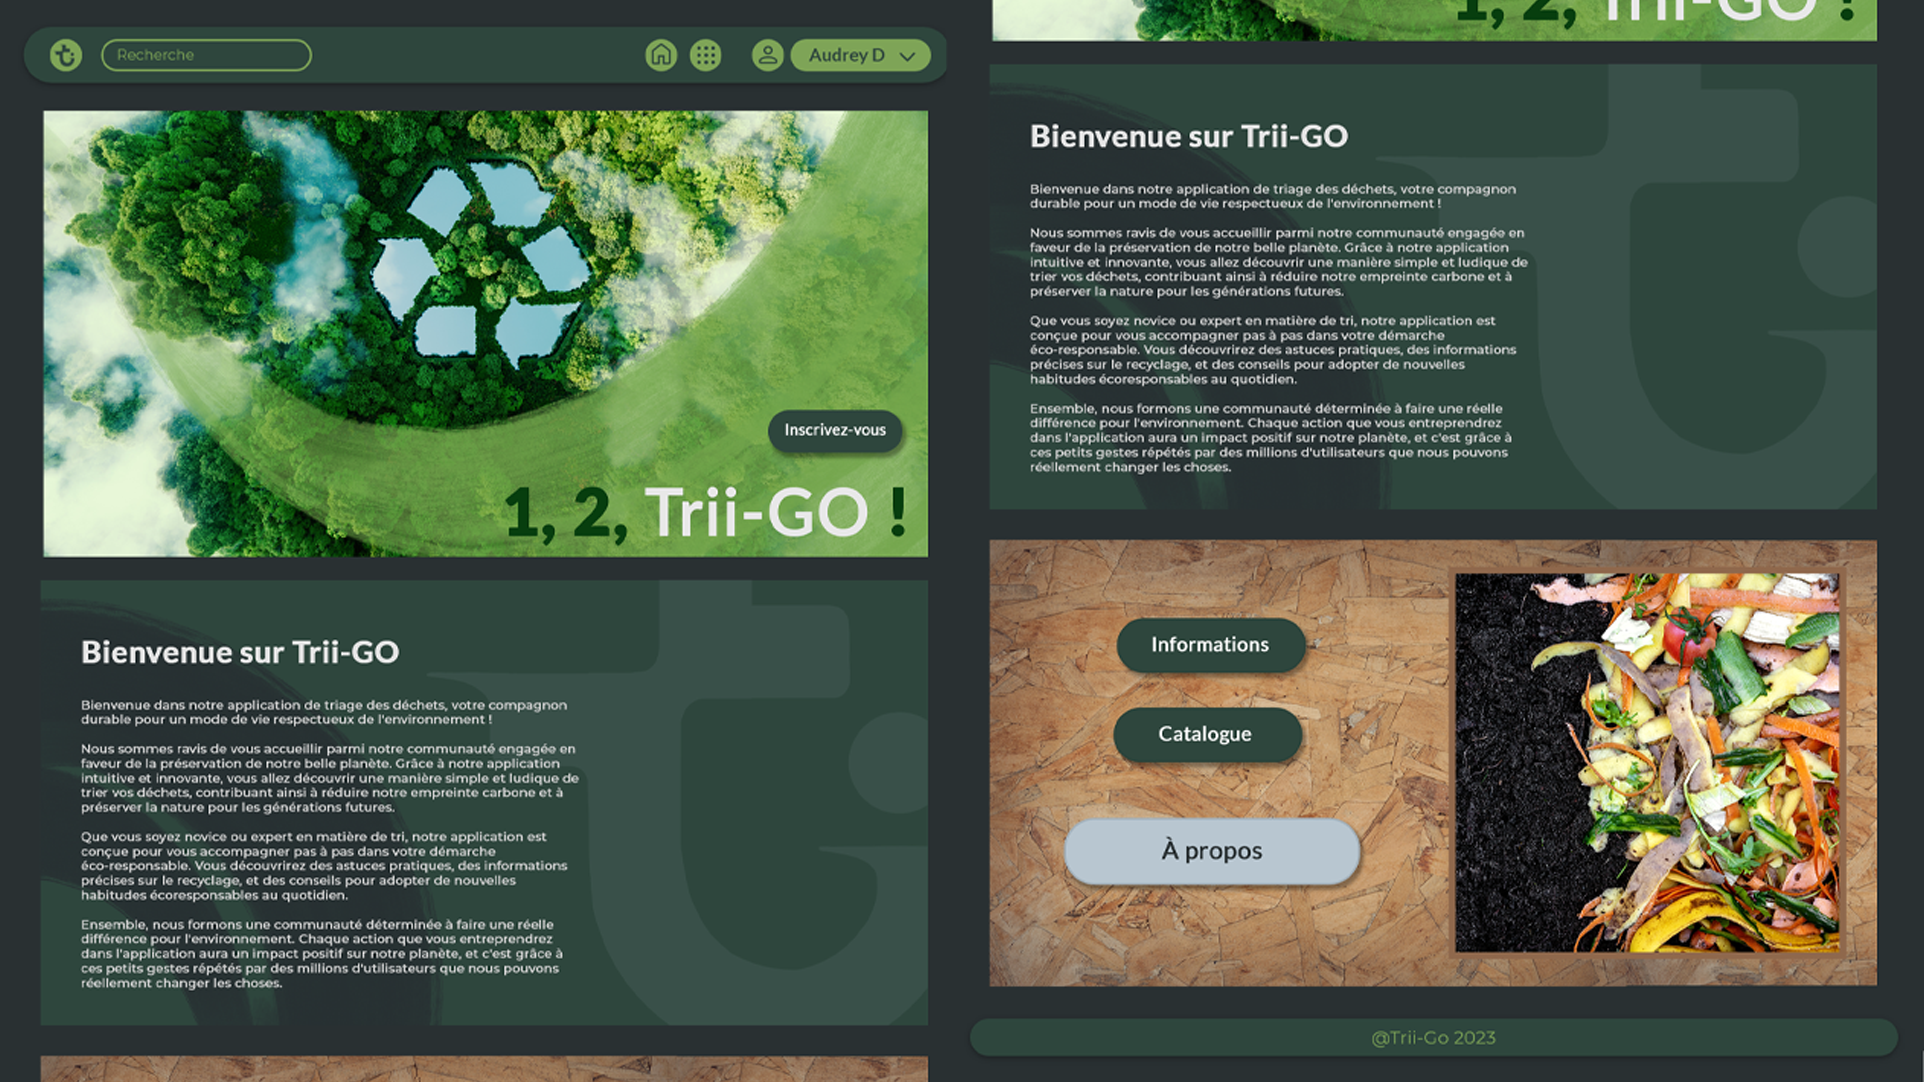 Recherche
Audrey D
Inscrivez-vous
1, 2, Trii-GO !
Bienvenue sur Trii-GO
Bienvenue dans notre application de triage des déchets, votre compagnon
durable pour un mode de vie respectueux de l'environnement !
Nous sommes ravis de vous accueillir parmi notre communauté engagée en
faveur de la préservation de notre belle planète. Grâce à notre application
intuitive et innovante, vous allez découvrir une manière simple et ludique de
trier vos déchets, contribuant ainsi à réduire notre empreinte carbone et à
préserver la nature pour les générations futures.
Que vous soyez novice ou expert en matière de tri, notre application est
conçue pour vous accompagner pas à pas dans votre démarche
éco-responsable. Vous découvrirez des astuces pratiques, des informations
précises sur le recyclage, et des conseils pour adopter de nouvelles
habitudes écoresponsables au quotidien.
Ensemble, nous formons une communauté déterminée à faire une réelle
différence pour l'environnement. Chaque action que vous entreprendrez
dans l'application aura un impact positif sur notre planète, et c'est grâce à
ces petits gestes répétés par des millions d'utilisateurs que nous pouvons
réellement changer les choses.
1, 2, Trii-GO !
Bienvenue sur Trii-GO
Bienvenue dans notre application de triage des déchets, votre compagnon
durable pour un mode de vie respectueux de l'environnement !
Nous sommes ravis de vous accueillir parmi notre communauté engagée en
faveur de la préservation de notre belle planète. Grâce à notre application
intuitive et innovante, vous allez découvrir une manière simple et ludique de
trier vos déchets, contribuant ainsi à réduire notre empreinte carbone et à
préserver la nature pour les générations futures.
Que vous soyez novice ou expert en matière de tri, notre application est
conçue pour vous accompagner pas à pas dans votre démarche
éco-responsable. Vous découvrirez des astuces pratiques, des informations
précises sur le recyclage, et des conseils pour adopter de nouvelles
habitudes écoresponsables au quotidien.
Ensemble, nous formons une communauté déterminée à faire une réelle
différence pour l'environnement. Chaque action que vous entreprendrez
dans l'application aura un impact positif sur notre planète, et c'est grâce à
ces petits gestes répétés par des millions d'utilisateurs que nous pouvons
réellement changer les choses.
Informations
Catalogue
À propos
@Trii-Go 2023